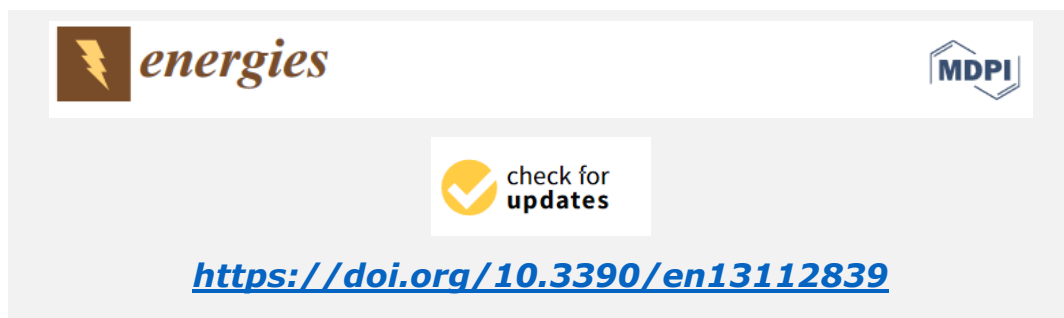 energies
MDPI
check for
updates
https://doi.org/10.3390/en13112839